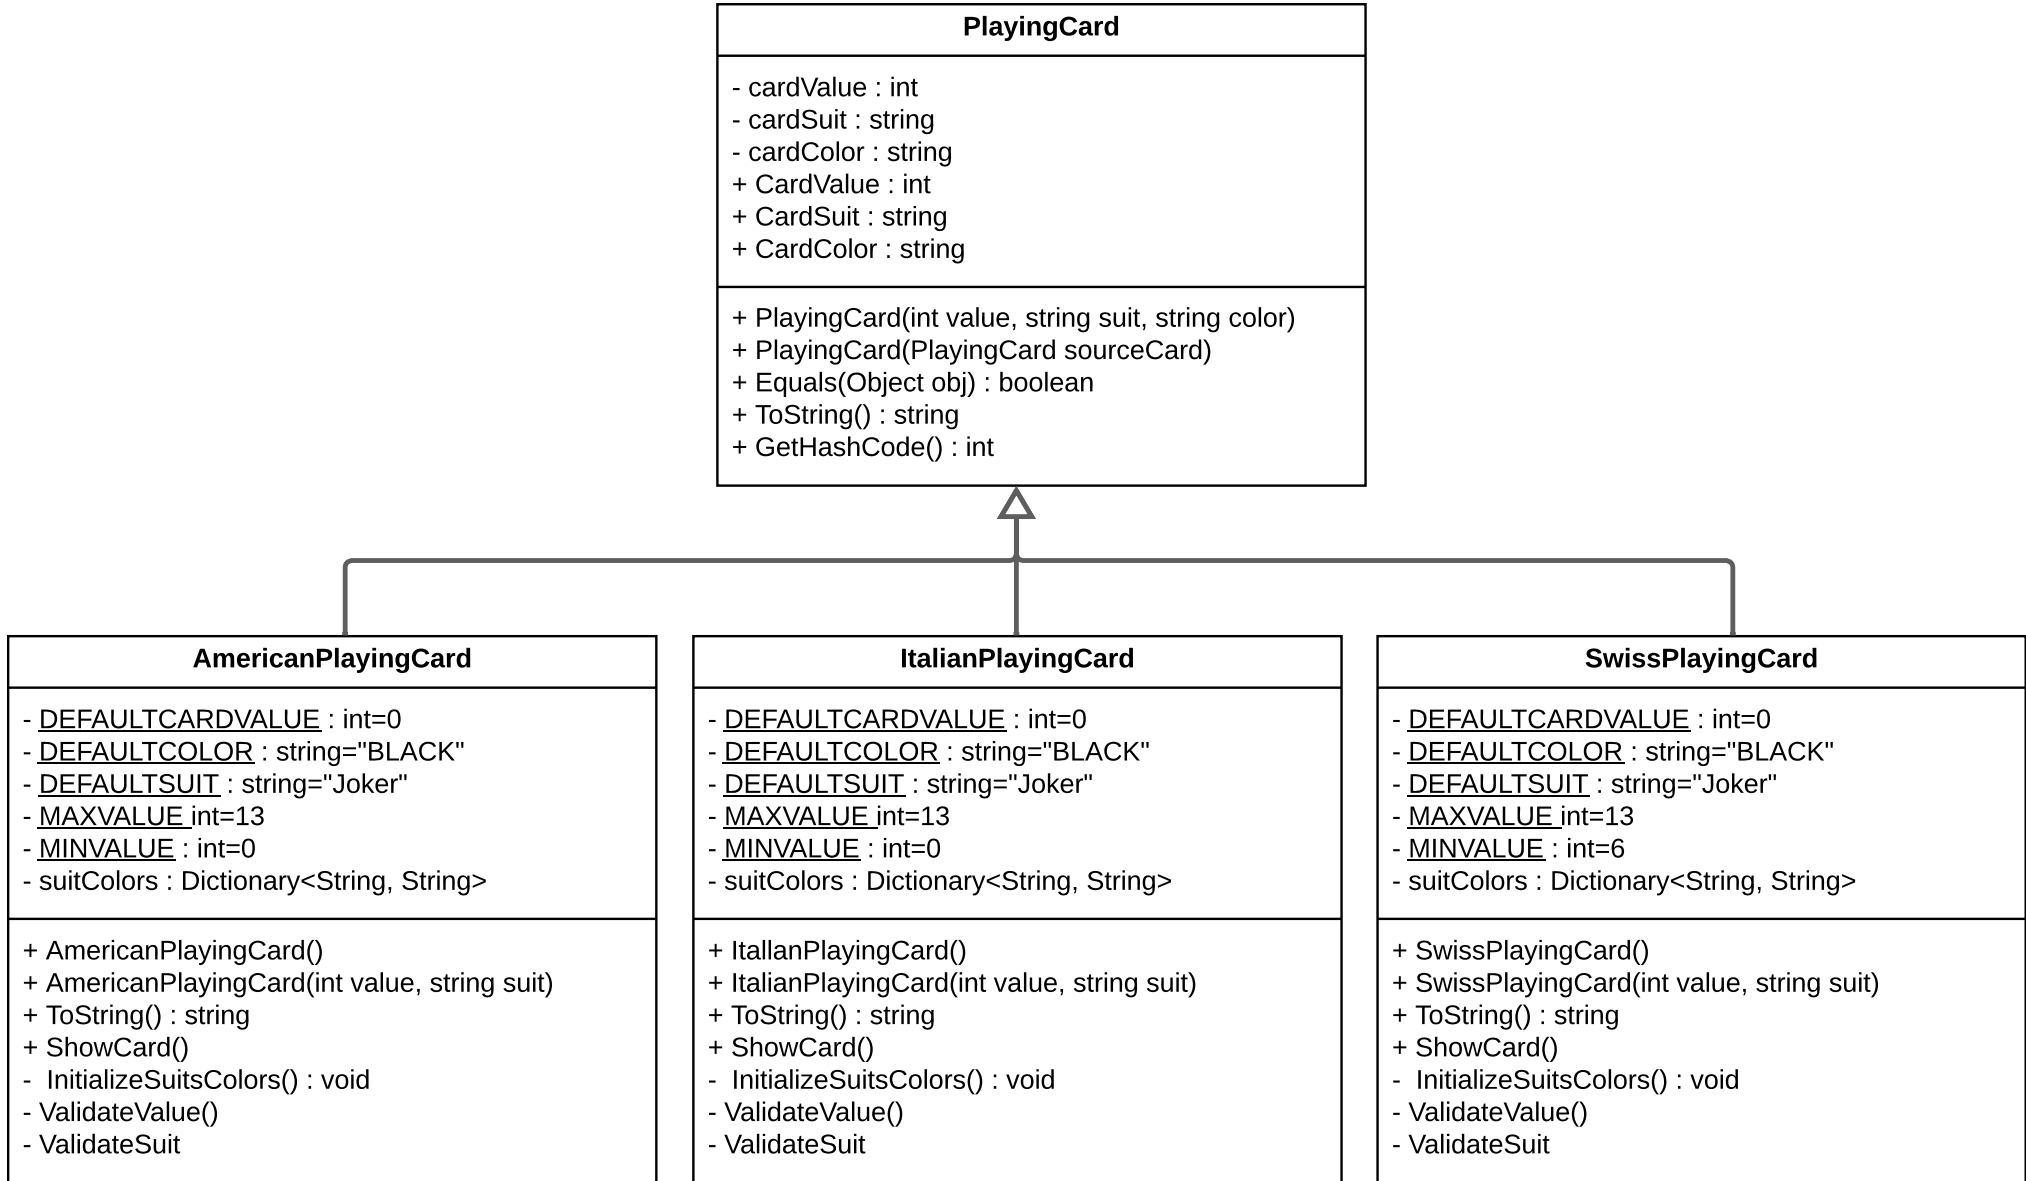 PlayingCard
- cardValue : int
- cardSuit : string
- cardColor : string
+ CardValue : int
+ CardSuit : string
+ CardColor : string
+ PlayingCard(int value, string suit, string color)
+ PlayingCard(PlayingCard sourceCard)
+ Equals(Object obj) : boolean
+ ToString() : string
+ GetHashCode() : int
AmericanPlayingCard
- DEFAULTCARDVALUE : int=0
- DEFAULTCOLOR : string="BLACK"
- DEFAULTSUIT : string="Joker"
- MAXVALUE int=13
- MINVALUE : int=0
- suitColors : Dictionary<String, String>
+ AmericanPlayingCard()
+ AmericanPlayingCard(int value, string suit)
+ ToString() : string
+ ShowCard()
- InitializeSuitsColors() : void
- ValidateValue()
- ValidateSuit
ItalianPlayingCard
- DEFAULTCARDVALUE : int=0
- DEFAULTCOLOR : string="BLACK"
- DEFAULTSUIT : string="Joker"
- MAXVALUE int=13
- MINVALUE : int=0
- suitColors : Dictionary<String, String>
+ ItallanPlayingCard()
+ ItalianPlayingCard(int value, string suit)
+ ToString() : string
+ ShowCard()
- InitializeSuitsColors() : void
- ValidateValue()
- ValidateSuit
SwissPlayingCard
- DEFAULTCARDVALUE : int=0
- DEFAULTCOLOR : string="BLACK"
- DEFAULTSUIT : string="Joker"
- MAXVALUE int=13
- MINVALUE : int=6
- suitColors : Dictionary<String, String>
+ SwissPlayingCard()
+ SwissPlayingCard(int value, string suit)
+ ToString() : string
+ ShowCard()
- InitializeSuitsColors() : void
- ValidateValue()
- ValidateSuit